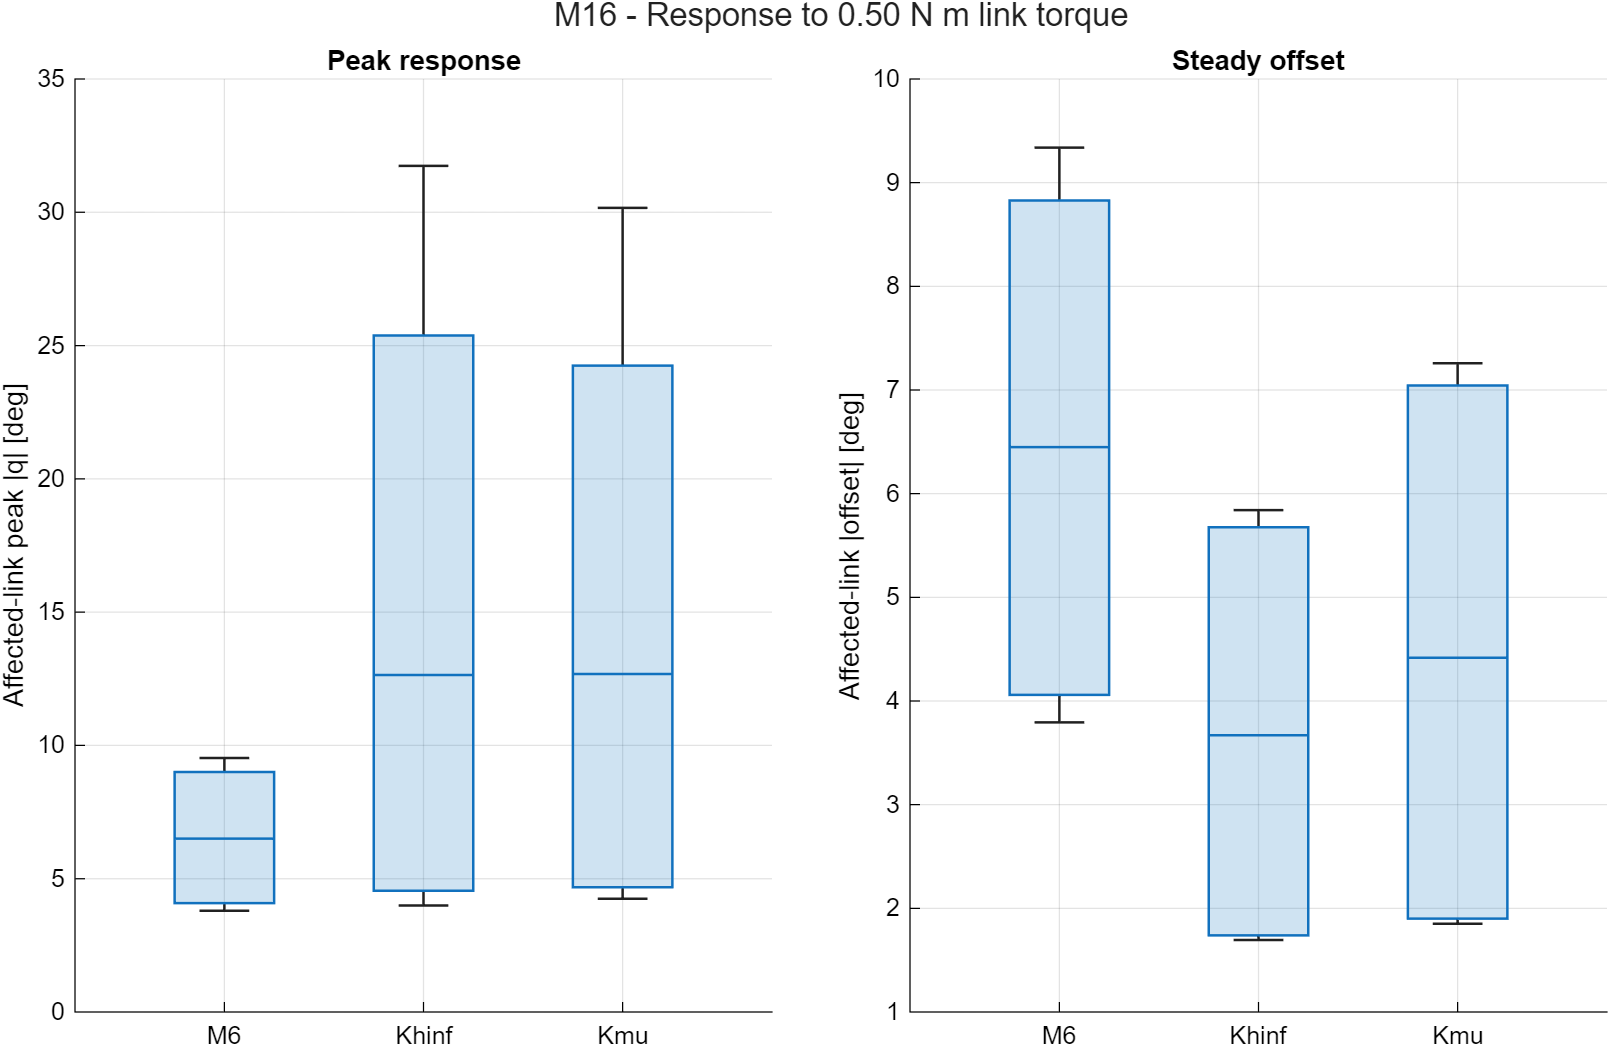 M16 - Response to 0.50 N m link torque
Peak response
Affected-link peak |q| [deg]
35
30
25
20
15
10
5
0
M6
Khinf
Kmu
Steady offset
Affected-link |offset| [deg]
10
9
8
7
6
5
4
3
2
1
M6
Khinf
Kmu